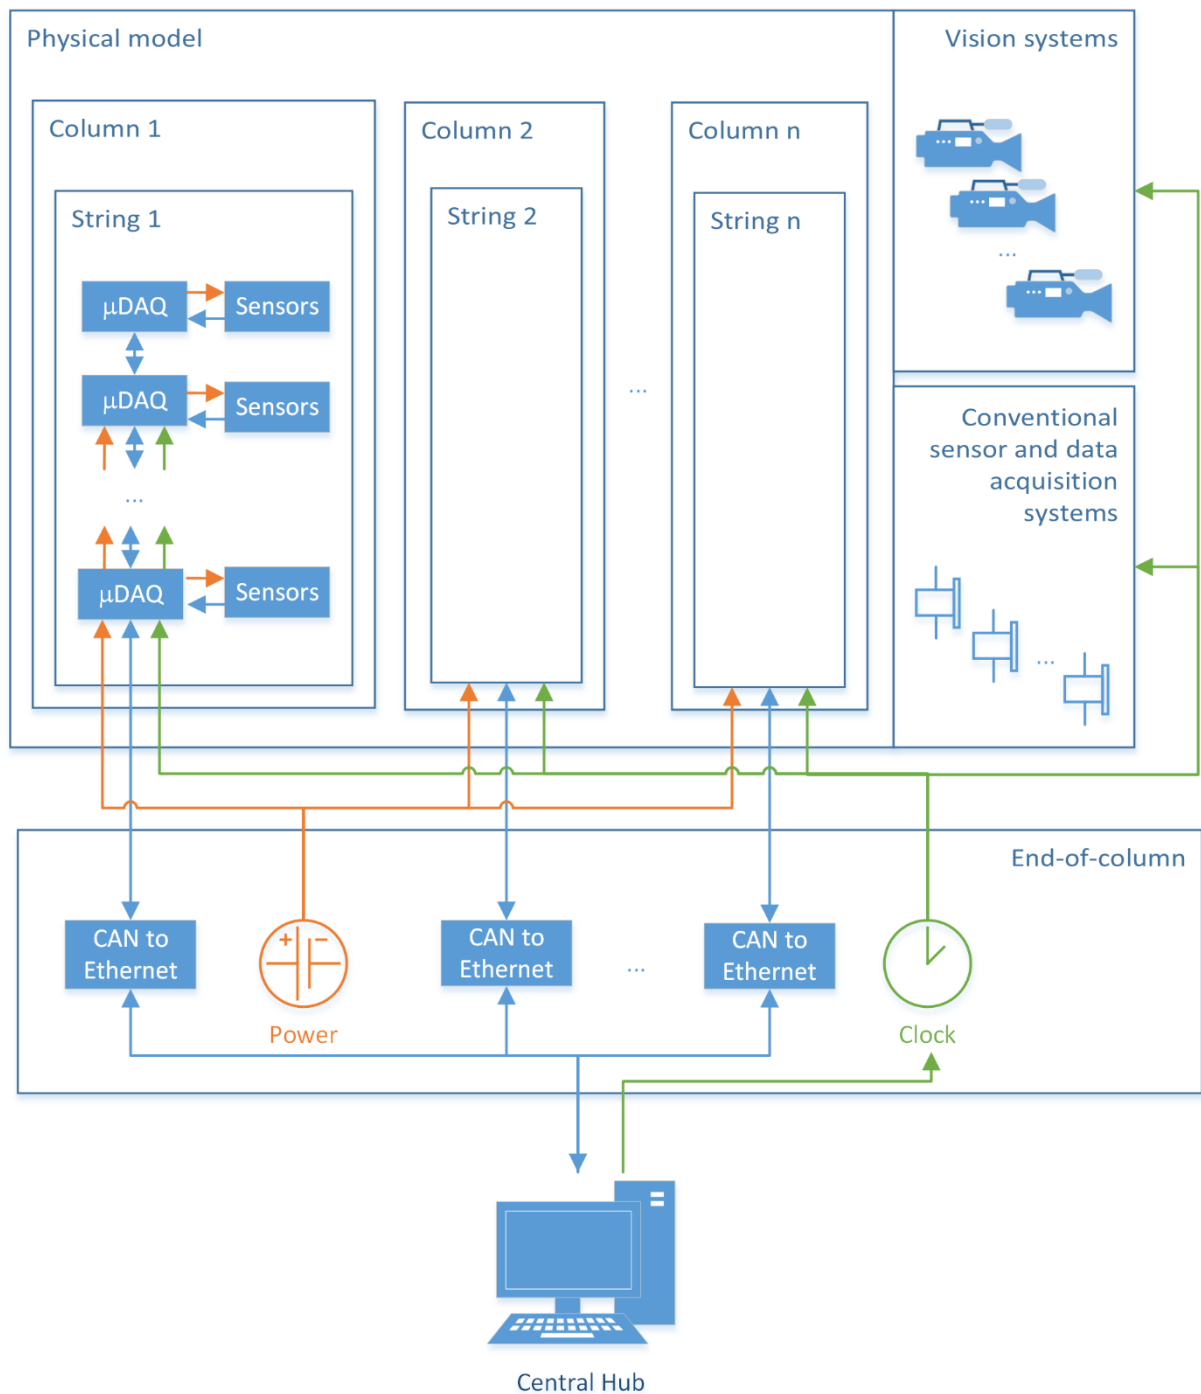 Physical model
Vision systems
Column 1
Column 2
Column n
String 1
String 2
String n
µDAQ
Sensors
µDAQ
Sensors
...
...
...
µDAQ
Sensors
Conventional
sensor and data
acquisition
systems
...
End-of-column
CAN to
Ethernet
+ −
Power
CAN to
Ethernet
...
CAN to
Ethernet
Clock
Central Hub